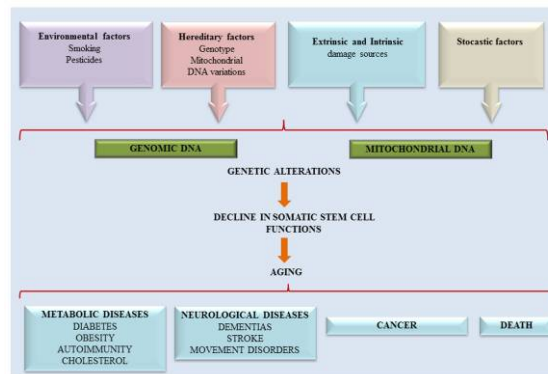 Environmental factors
Smoking
Pesticides
Hereditary factors
Genotype
Mitochondrial
DNA variations
Extrinsic and Intrinsic
damage sources
Stocastic factors
GENOMIC DNA
MITOCHONDRIAL DNA
GENETIC ALTERATIONS
DECLINE IN SOMATIC STEM CELL
FUNCTIONS
AGING
METABOLIC DISEASES
DIABETES
OBESITY
AUTOIMMUNITY
CHOLESTEROL
NEUROLOGICAL DISEASES
DEMENTIAS
STROKE
MOVEMENT DISORDERS
CANCER
DEATH